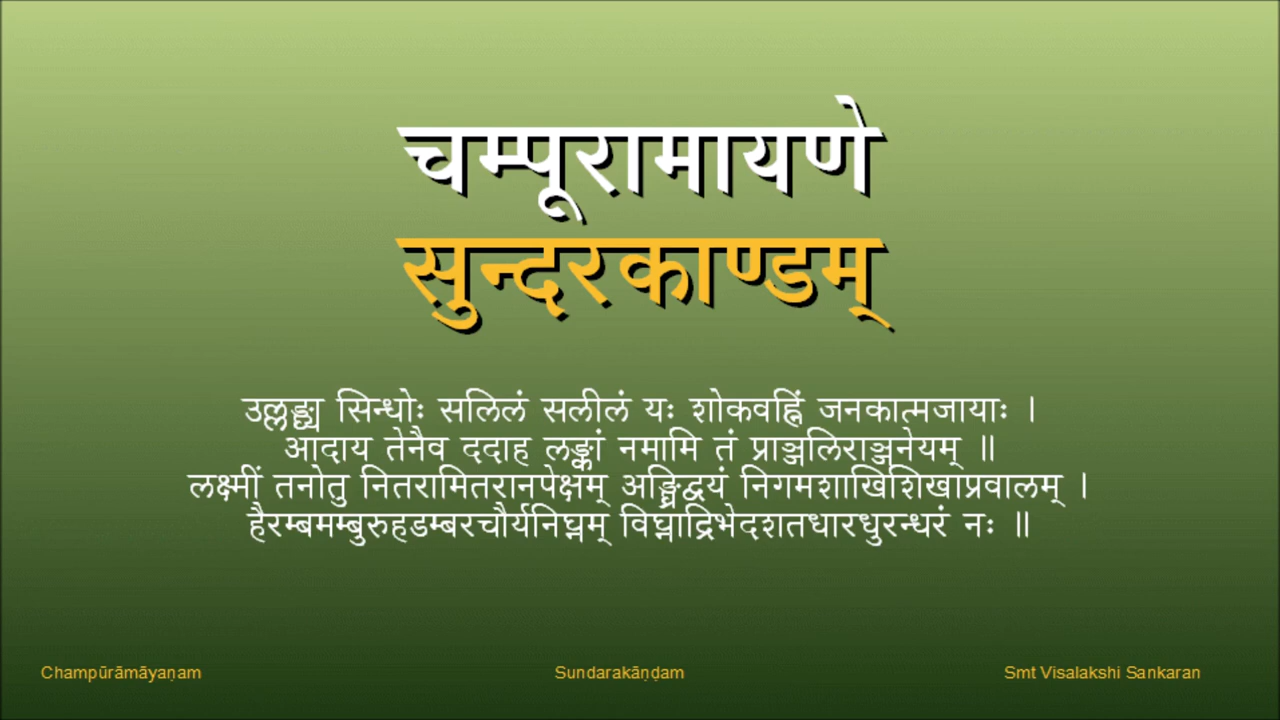 चम्पूरामायणे
सुन्दरकाण्डम्
उल्लङ्घ्य सिन्धोः सलिलं सलीलं यः शोकवह्निं जनकात्मजायाः ।
आदाय तेनैव ददाह लङ्कां नमामि तं प्राञ्जलिराञ्जनेयम् ॥
लक्ष्मीं तनोतु नितरामितरानपेक्षम् अङ्घ्रिद्वयं निगमशाखिशिखाप्रवालम् ।
हैरम्बमम्बुरुहडम्बरचौर्यनिघ्नम् विघ्नाद्रिभेदशतधारधुरन्धरं नः ॥
Champūrāmāyaṇam
Sundarakāṇḍam
Smt Visalakshi Sankaran